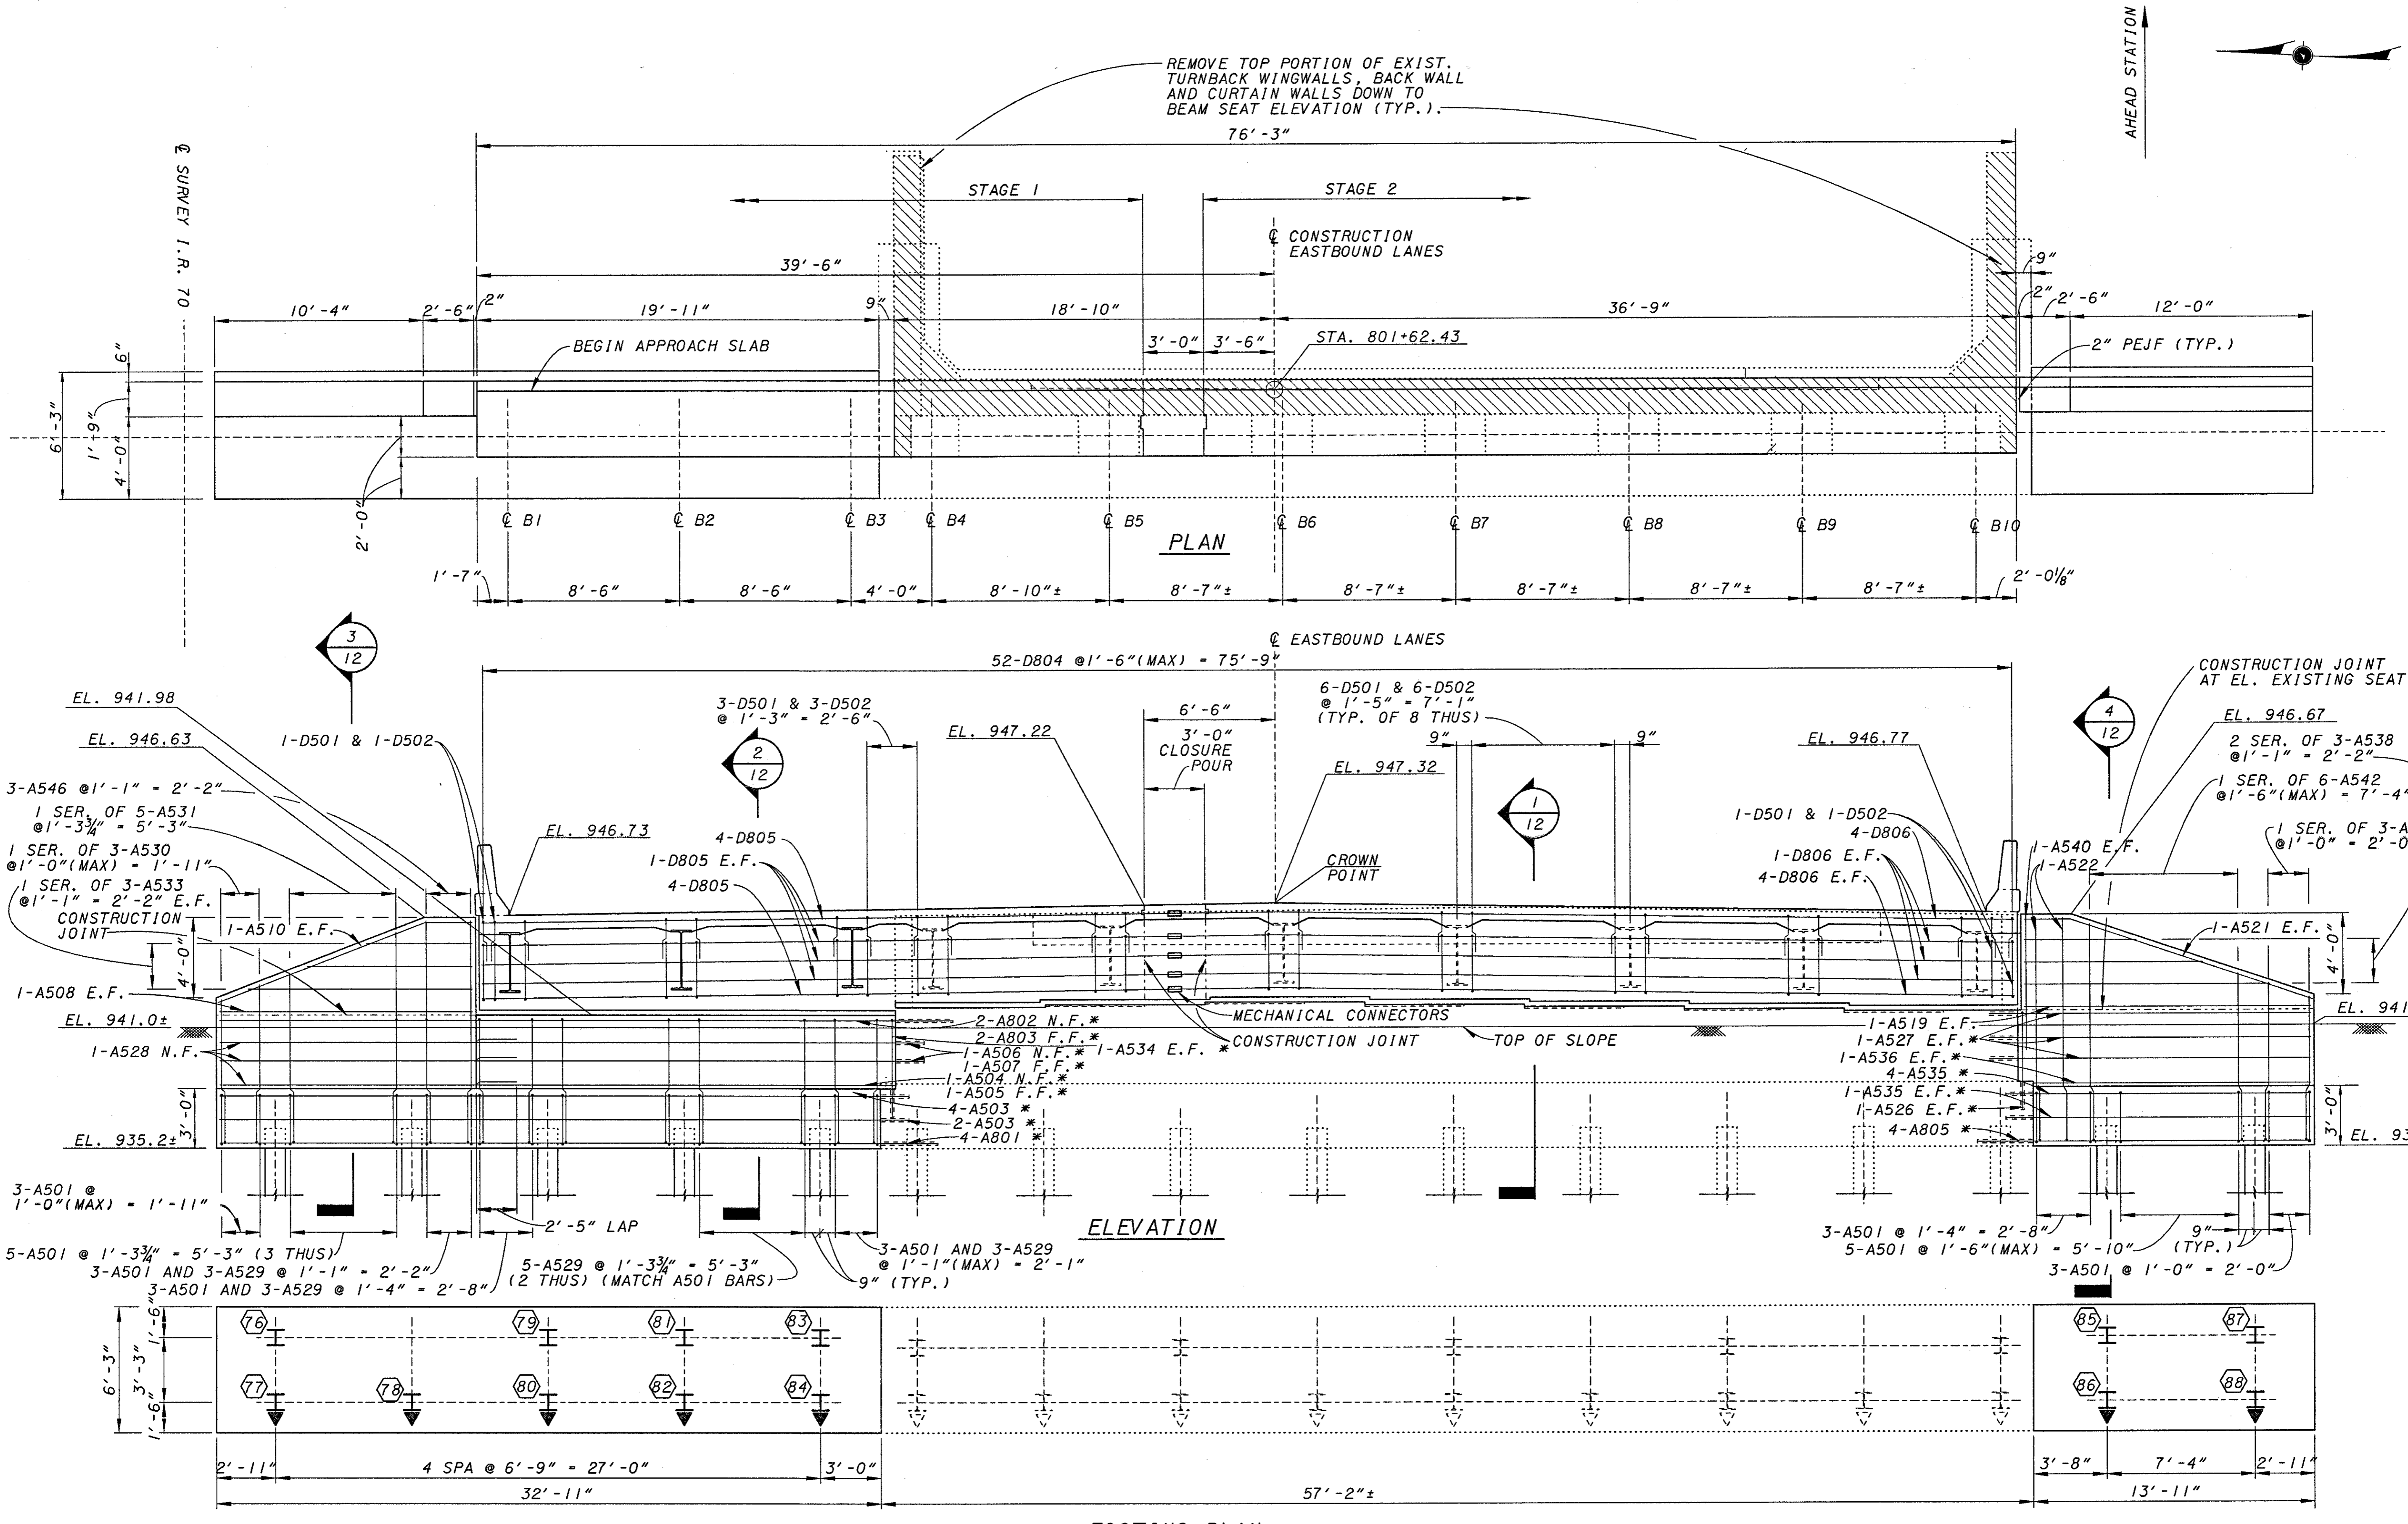 AHEAD STATION
REMOVE TOP PORTION OF EXIST.
TURNBACK WINGWALLS, BACK WALL
AND CURTAIN WALLS DOWN TO
BEAM SEAT ELEVATION (TYP.).
76'-3"
℄ SURVEY I.R. 70
STAGE 1
STAGE 2
℄ CONSTRUCTION
EASTBOUND LANES
39'-6"
9"
10'-4"
2'-6"
2"
19'-11"
9"
18'-10"
36'-9"
2"
2'-6"
12'-0"
3'-0"
3'-6"
STA. 801+62.43
BEGIN APPROACH SLAB
2" PEJF (TYP.)
6"
1'-9"
6'-3"
4'-0"
2'-0"
℄ B1
℄ B2
℄ B3
℄ B4
℄ B5
℄ B6
℄ B7
℄ B8
℄ B9
℄ B10
PLAN
1'-7"
8'-6"
8'-6"
4'-0"
8'-10"±
8'-7"±
8'-7"±
8'-7"±
8'-7"±
8'-7"±
2'-0⅛"
3
12
℄ EASTBOUND LANES
52-D804 @1'-6"(MAX) = 75'-9"
CONSTRUCTION JOINT
AT EL. EXISTING SEAT
EL. 941.98
EL. 946.63
1-D501 & 1-D502
3-D501 & 3-D502
@ 1'-3" = 2'-6"
2
12
EL. 947.22
6'-6"
3'-0"
CLOSURE
POUR
6-D501 & 6-D502
@ 1'-5" = 7'-1"
(TYP. OF 8 THUS)
9"
9"
EL. 947.32
1
12
EL. 946.77
4
12
EL. 946.67
2 SER. OF 3-A538
@1'-1" = 2'-2"
1 SER. OF 6-A542
@1'-6"(MAX) = 7'-4"
3-A546 @1'-1" = 2'-2"
1 SER. OF 5-A531
@1'-3¾" = 5'-3"
1 SER. OF 3-A530
@1'-0"(MAX) = 1'-11"
1 SER. OF 3-A533
@1'-1" = 2'-2" E.F.
CONSTRUCTION
JOINT
EL. 946.73
4-D805
1-D805 E.F.
4-D805
CROWN
POINT
1-D501 & 1-D502
4-D806
1-D806 E.F.
4-D806 E.F.
1-A540 E.F.
1-A522
1 SER. OF 3-A
@1'-0" = 2'-0
1-A510 E.F.
4'-0"
1-A521 E.F.
4'-0"
1-A508 E.F.
EL. 941.0±
1-A528 N.F.
2-A802 N.F.*
2-A803 F.F.*
1-A506 N.F.*
1-A534 E.F. *
1-A507 F.F.*
1-A504 N.F.*
1-A505 F.F.*
4-A503 *
2-A503 *
4-A801 *
MECHANICAL CONNECTORS
CONSTRUCTION JOINT
TOP OF SLOPE
1-A519 E.F.
1-A527 E.F.*
1-A536 E.F.*
4-A535 *
1-A535 E.F.*
1-A526 E.F.*
4-A805 *
EL. 941
3'-0"
EL. 935.2±
3'-0"
EL. 93
3-A501 @
1'-0"(MAX) = 1'-11"
2'-5" LAP
ELEVATION
5-A501 @ 1'-3¾" = 5'-3" (3 THUS)
3-A501 AND 3-A529 @ 1'-1" = 2'-2"
3-A501 AND 3-A529 @ 1'-4" = 2'-8"
5-A529 @ 1'-3¾" = 5'-3"
(2 THUS) (MATCH A501 BARS)
3-A501 AND 3-A529
@ 1'-1"(MAX) = 2'-1"
9" (TYP.)
3-A501 @ 1'-4" = 2'-8"
5-A501 @ 1'-6"(MAX) = 5'-10"
9"
(TYP.)
3-A501 @ 1'-0" = 2'-0"
76
79
81
83
85
87
77
78
80
82
84
86
88
1'-6"
3'-3"
6'-3"
1'-6"
2'-11"
4 SPA @ 6'-9" = 27'-0"
3'-0"
3'-8"
7'-4"
2'-11"
32'-11"
57'-2"±
13'-11"